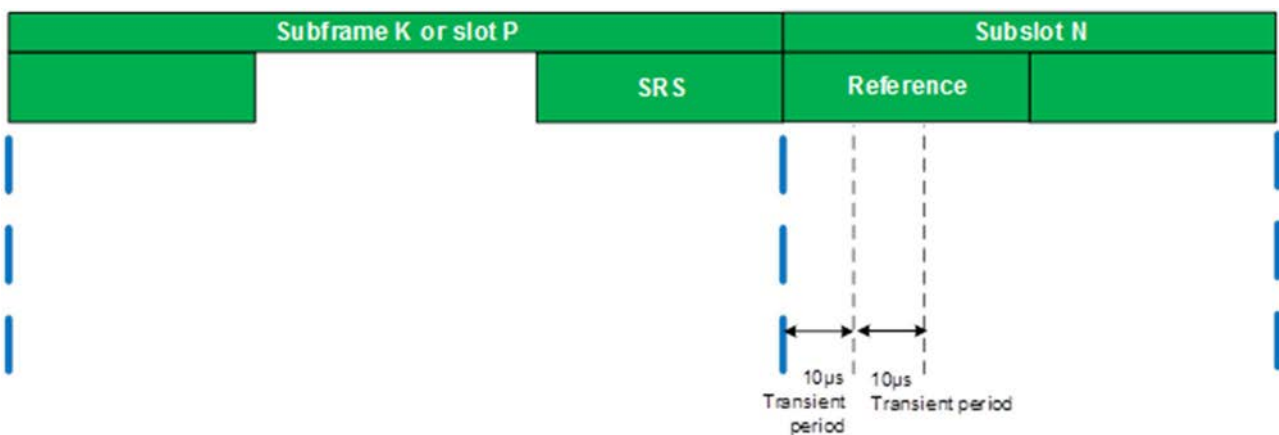 Subframe K or slot P
Subslot N
SRS
Reference
10µs
Transient
period
10µs
Transient period